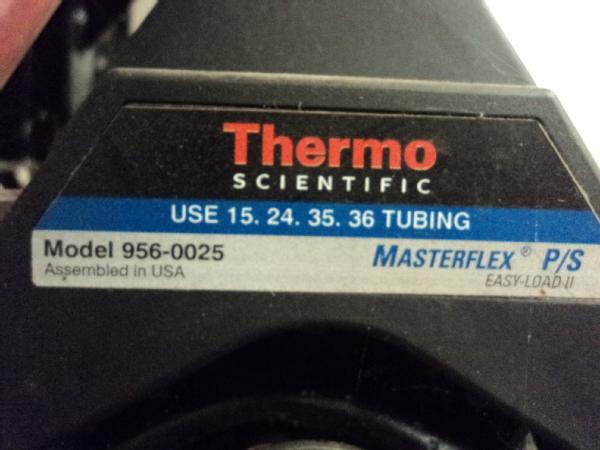 Thermo
SCIENTIFIC
USE 15. 24. 35. 36 TUBING
Model 956-0025
Assembled in USA
MASTERFLEX® P/S
EASY-LOAD II